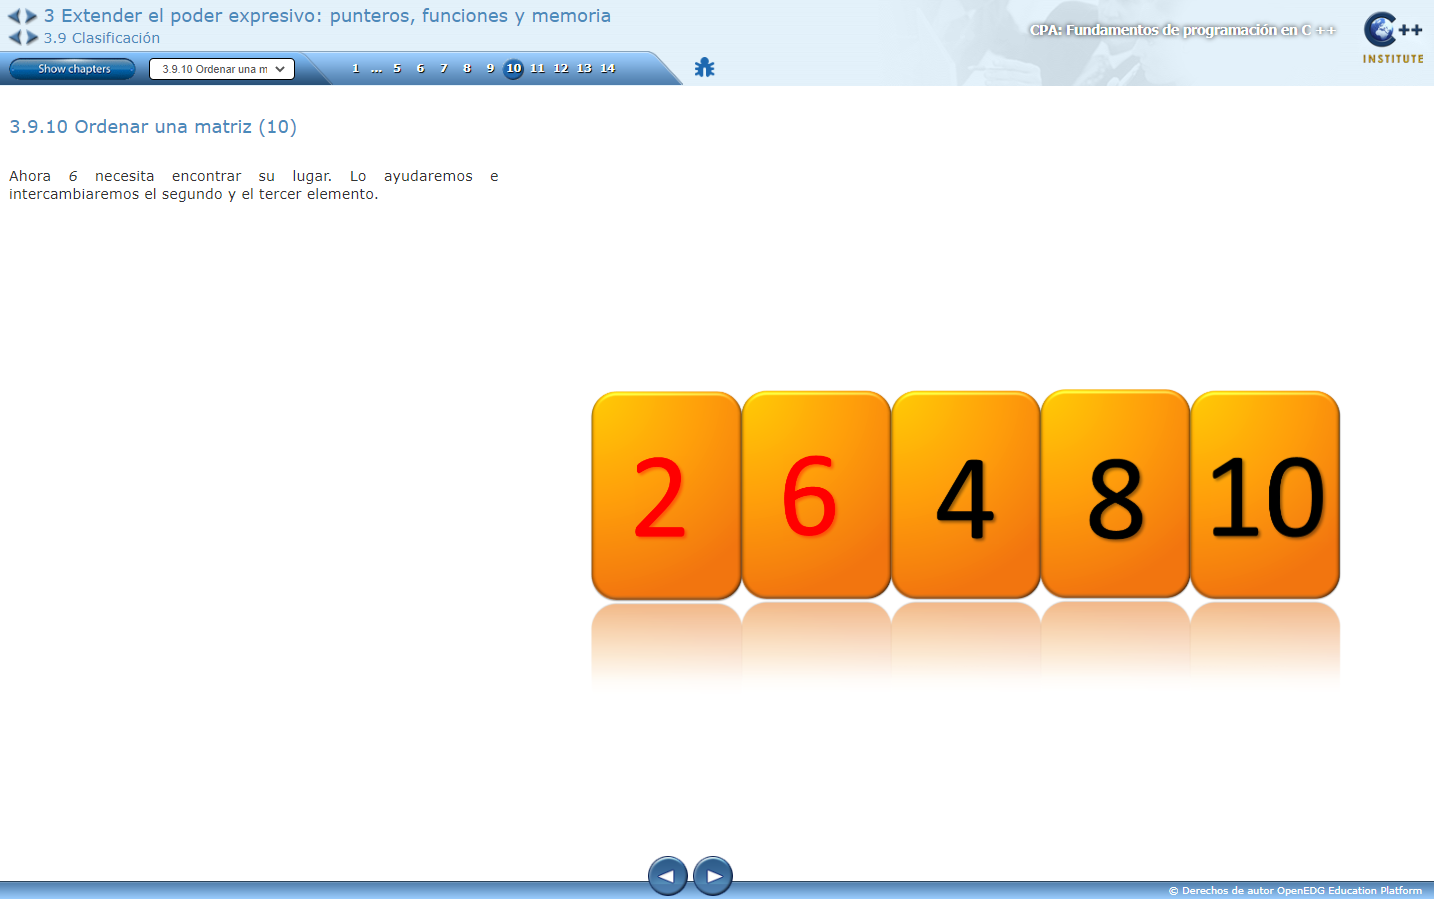 3 Extender el poder expresivo: punteros, funciones y memoria
3.9 Clasificación
CPA: Fundamentos de programación en C ++
C++
INSTITUTE
Show chapters
3.9.10 Ordenar una m
1 ... 5 6 7 8 9 10 11 12 13 14
3.9.10 Ordenar una matriz (10)
Ahora 6 necesita encontrar su lugar. Lo ayudaremos e
intercambiaremos el segundo y el tercer elemento.
2 6 4 8 10
© Derechos de autor OpenEDG Education Platform